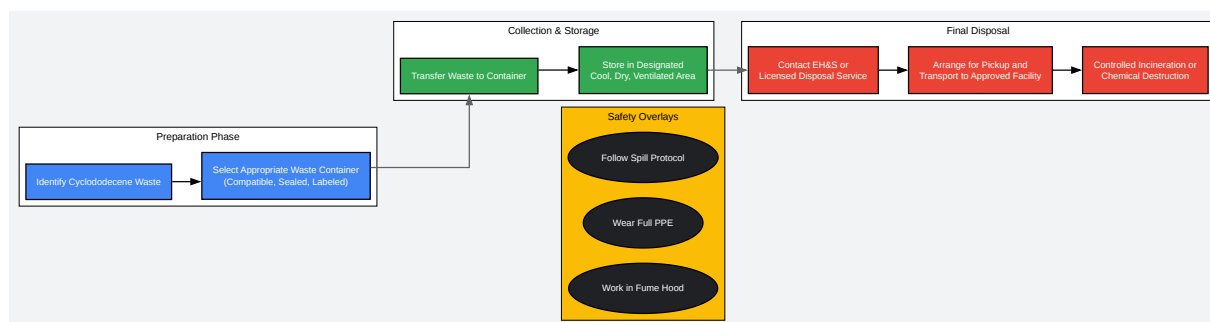 Preparation Phase
Identify Cyclododecene Waste
Select Appropriate Waste Container
(Compatible, Sealed, Labeled)
Collection & Storage
Transfer Waste to Container
Store in Designated
Cool, Dry, Ventilated Area
Final Disposal
Contact EH&S or
Licensed Disposal Service
Arrange for Pickup and
Transport to Approved Facility
Controlled Incineration or
Chemical Destruction
Safety Overlays
Follow Spill Protocol
Wear Full PPE
Work in Fume Hood